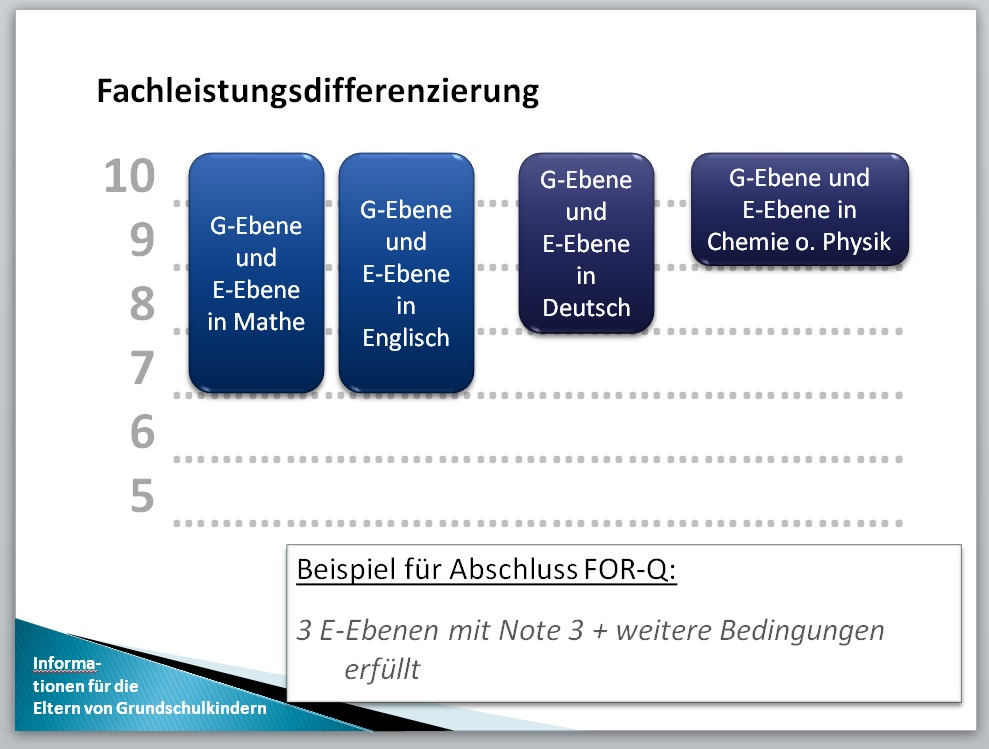 Fachleistungsdifferenzierung
10
9
8
7
6
5
G-Ebene
und
E-Ebene
in Mathe
G-Ebene
und
E-Ebene
in
Englisch
G-Ebene
und
E-Ebene
in
Deutsch
G-Ebene und
E-Ebene in
Chemie o. Physik
Beispiel für Abschluss FOR-Q:
3 E-Ebenen mit Note 3 + weitere Bedingungen
erfüllt
Informa-
tionen für die
Eltern von Grundschulkindern